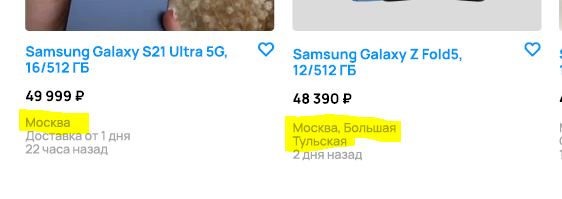 Samsung Galaxy S21 Ultra 5G,
16/512 ГБ
49 999 ₽
Москва
Доставка от 1 дня
22 часа назад
Samsung Galaxy Z Fold5,
12/512 ГБ
48 390 ₽
Москва, Большая
Тульская
2 дня назад